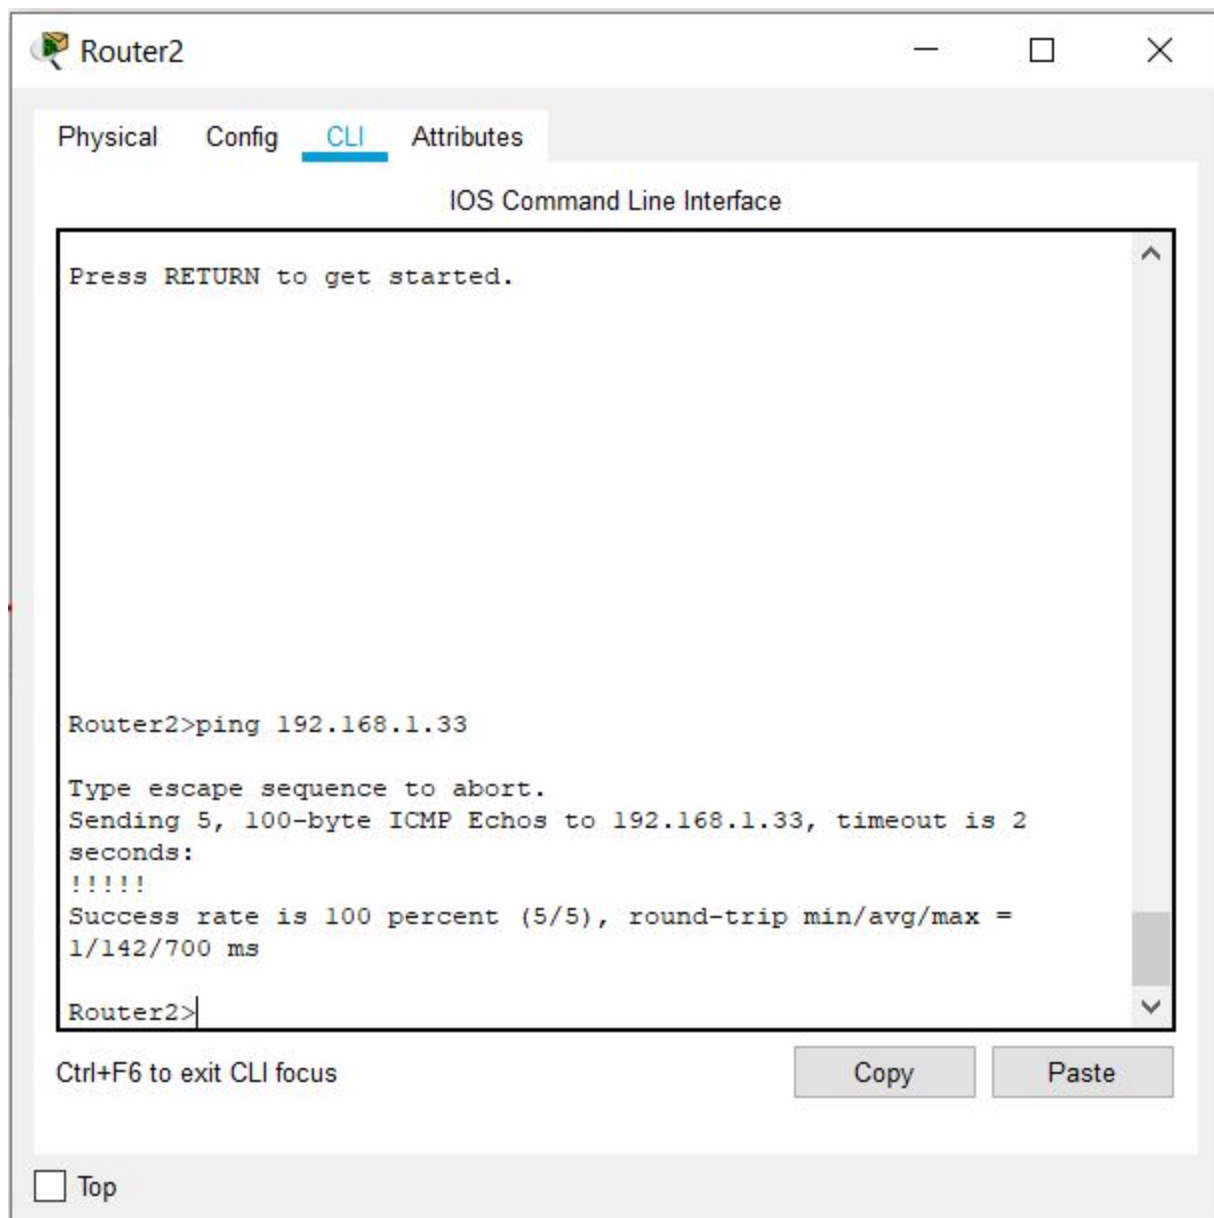 Router2
Physical Config CLI Attributes
IOS Command Line Interface
Press RETURN to get started.
Router2>ping 192.168.1.33
Type escape sequence to abort.
Sending 5, 100-byte ICMP Echos to 192.168.1.33, timeout is 2
seconds:
!!!!!
Success rate is 100 percent (5/5), round-trip min/avg/max =
1/142/700 ms
Router2>
Ctrl+F6 to exit CLI focus
Copy Paste
Top